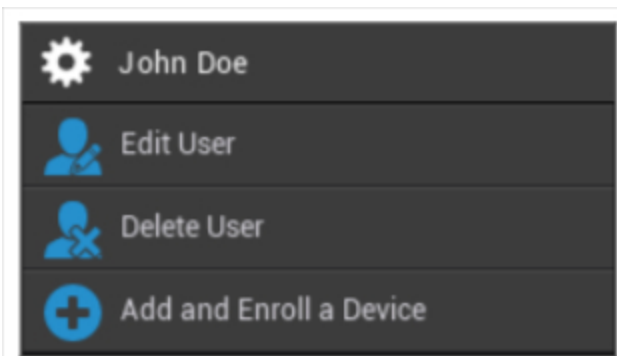 John Doe
Edit User
Delete User
Add and Enroll a Device